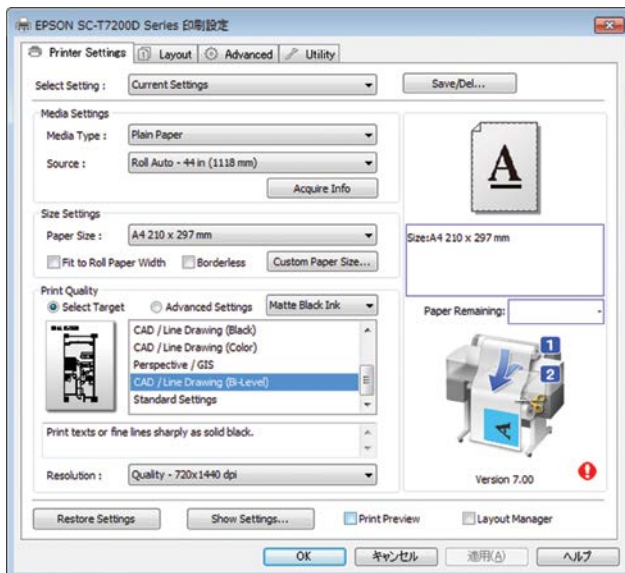 EPSON SC-T7200D Series 印刷設定
Printer Settings
Layout
Advanced
Utility
Select Setting :
Current Settings
Save/Del...
Media Settings
Media Type :
Plain Paper
Source :
Roll Auto - 44 in (1118 mm)
Acquire Info
Size Settings
Paper Size :
A4 210 x 297 mm
Fit to Roll Paper Width
Borderless
Custom Paper Size...
A
Size:A4 210 x 297 mm
Print Quality
Select Target
Advanced Settings
Matte Black Ink
CAD / Line Drawing (Black)
CAD / Line Drawing (Color)
Perspective / GIS
CAD / Line Drawing (Bi-Level)
Standard Settings
Print texts or fine lines sharply as solid black.
Resolution :
Quality - 720x1440 dpi
Paper Remaining:
-
1
2
A
Version 7.00
Restore Settings
Show Settings...
Print Preview
Layout Manager
OK
キャンセル
適用(A)
ヘルプ